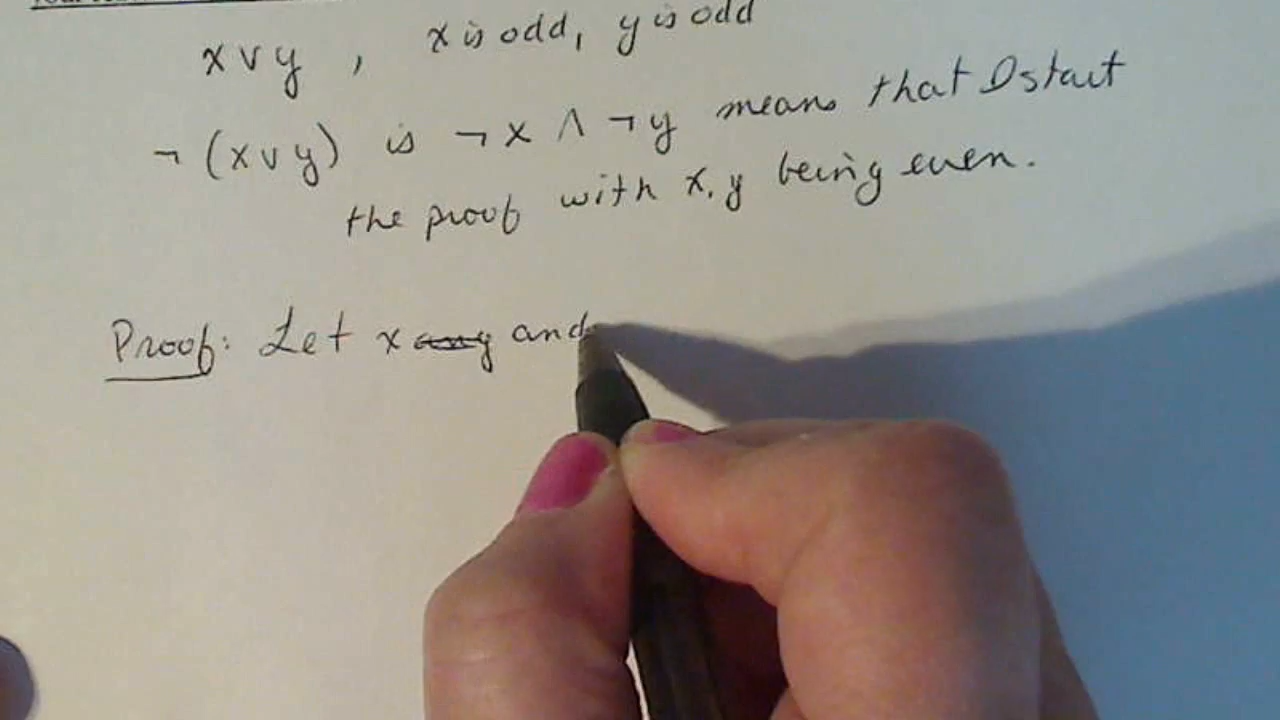 x ∨ y , x is odd, y is odd
¬ (x ∨ y) is ¬ x ∧ ¬ y means that I start
the proof with x, y being even.
Proof: Let x and